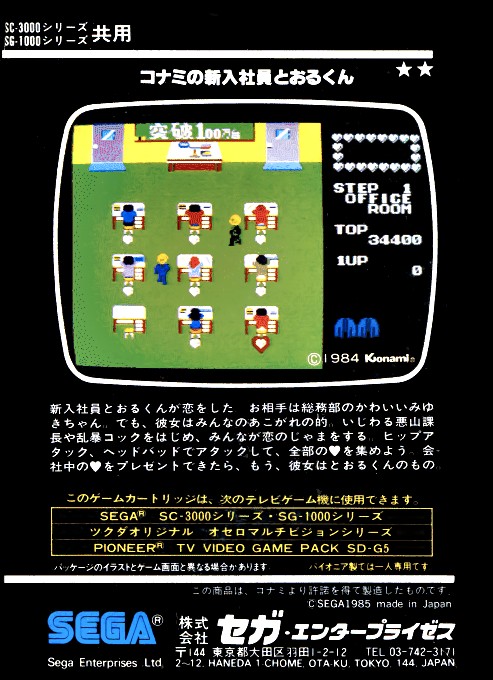 SC-3000シリーズ
SG-1000シリーズ 共用
★★
コナミの新入社員とおるくん
突破100万台
STEP 1
OFFICE
ROOM
TOP
34400
1UP
0
©1984 Konami®
新入社員とおるくんが恋をした。お相手は総務部のかわいいみゆ
きちゃん。でも、彼女はみんなのあこがれの的。いじわる悪山課
長や乱暴コックをはじめ、みんなが恋のじゃまをする。ヒップア
タック、ヘッドバッドでアタックして、全部の♥を集めよう。会
社中の♥をプレゼントできたら、もう、彼女はとおるくんのもの。
このゲームカートリッジは、次のテレビゲーム機に使用できます。
SEGA® SC-3000シリーズ・SG-1000シリーズ
ツクダオリジナル オセロマルチビジョンシリーズ
PIONEER® TV VIDEO GAME PACK SD-G5
パッケージのイラストとゲーム画面と異なる場合があります。 パイオニア製では一人専用です
この商品は、コナミより許諾を得て製造したものです。
©SEGA1985 made in Japan
SEGA® 株式会社 セガ・エンタープライゼス
〒144 東京都大田区羽田1-2-12 TEL 03-742-3171
Sega Enterprises Ltd. 2~12, HANEDA 1-CHOME, OTA-KU, TOKYO, 144, JAPAN